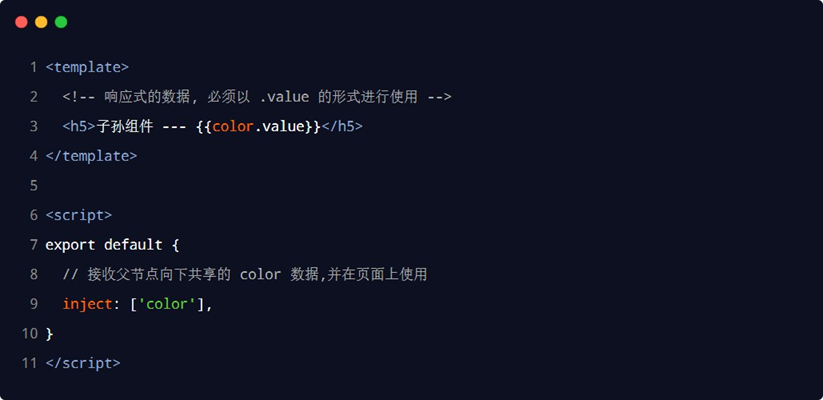 1 <template>
2 <!-- 响应式的数据, 必须以 .value 的形式进行使用 -->
3 <h5>子孙组件 --- {{color.value}}</h5>
4 </template>
5
6 <script>
7 export default {
8 // 接收父节点向下共享的 color 数据,并在页面上使用
9 inject: ['color'],
10 }
11 </script>